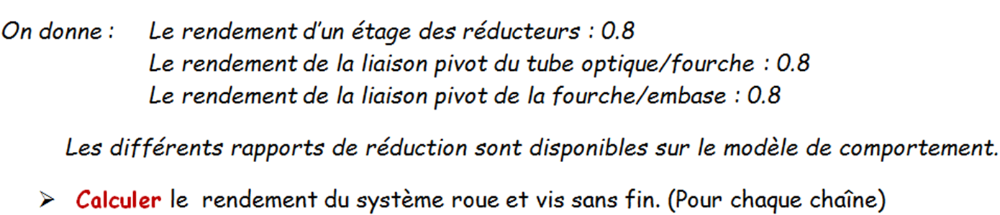 On donne : Le rendement d'un étage des réducteurs : 0.8
Le rendement de la liaison pivot du tube optique/fourche : 0.8
Le rendement de la liaison pivot de la fourche/embase : 0.8
Les différents rapports de réduction sont disponibles sur le modèle de comportement.
➢ Calculer le rendement du système roue et vis sans fin. (Pour chaque chaîne)